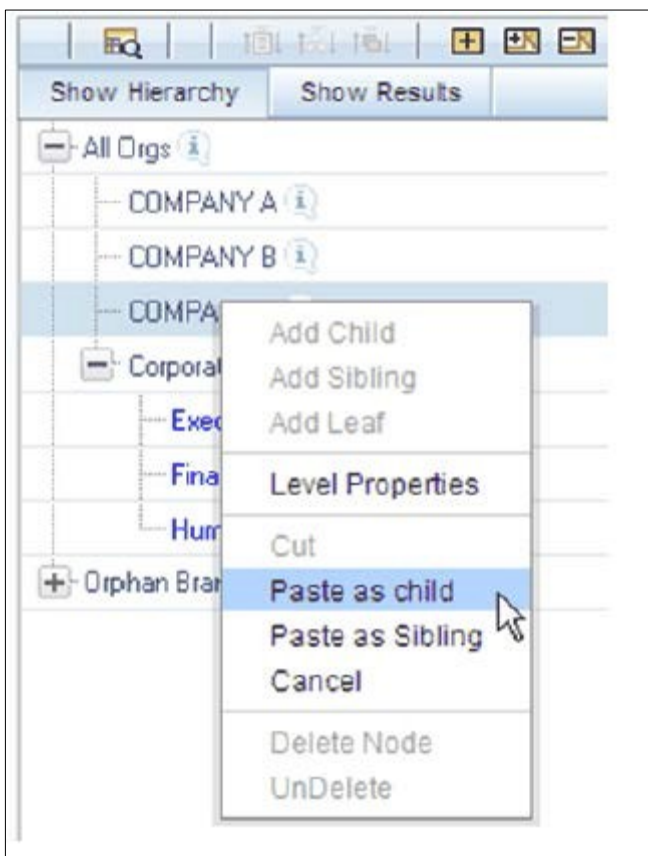 Show Hierarchy Show Results
All Orgs
COMPANY A
COMPANY B
COMPA
Corporat
Exec
Fina
Hum
Orphan Bran
Add Child
Add Sibling
Add Leaf
Level Properties
Cut
Paste as child
Paste as Sibling
Cancel
Delete Node
UnDelete